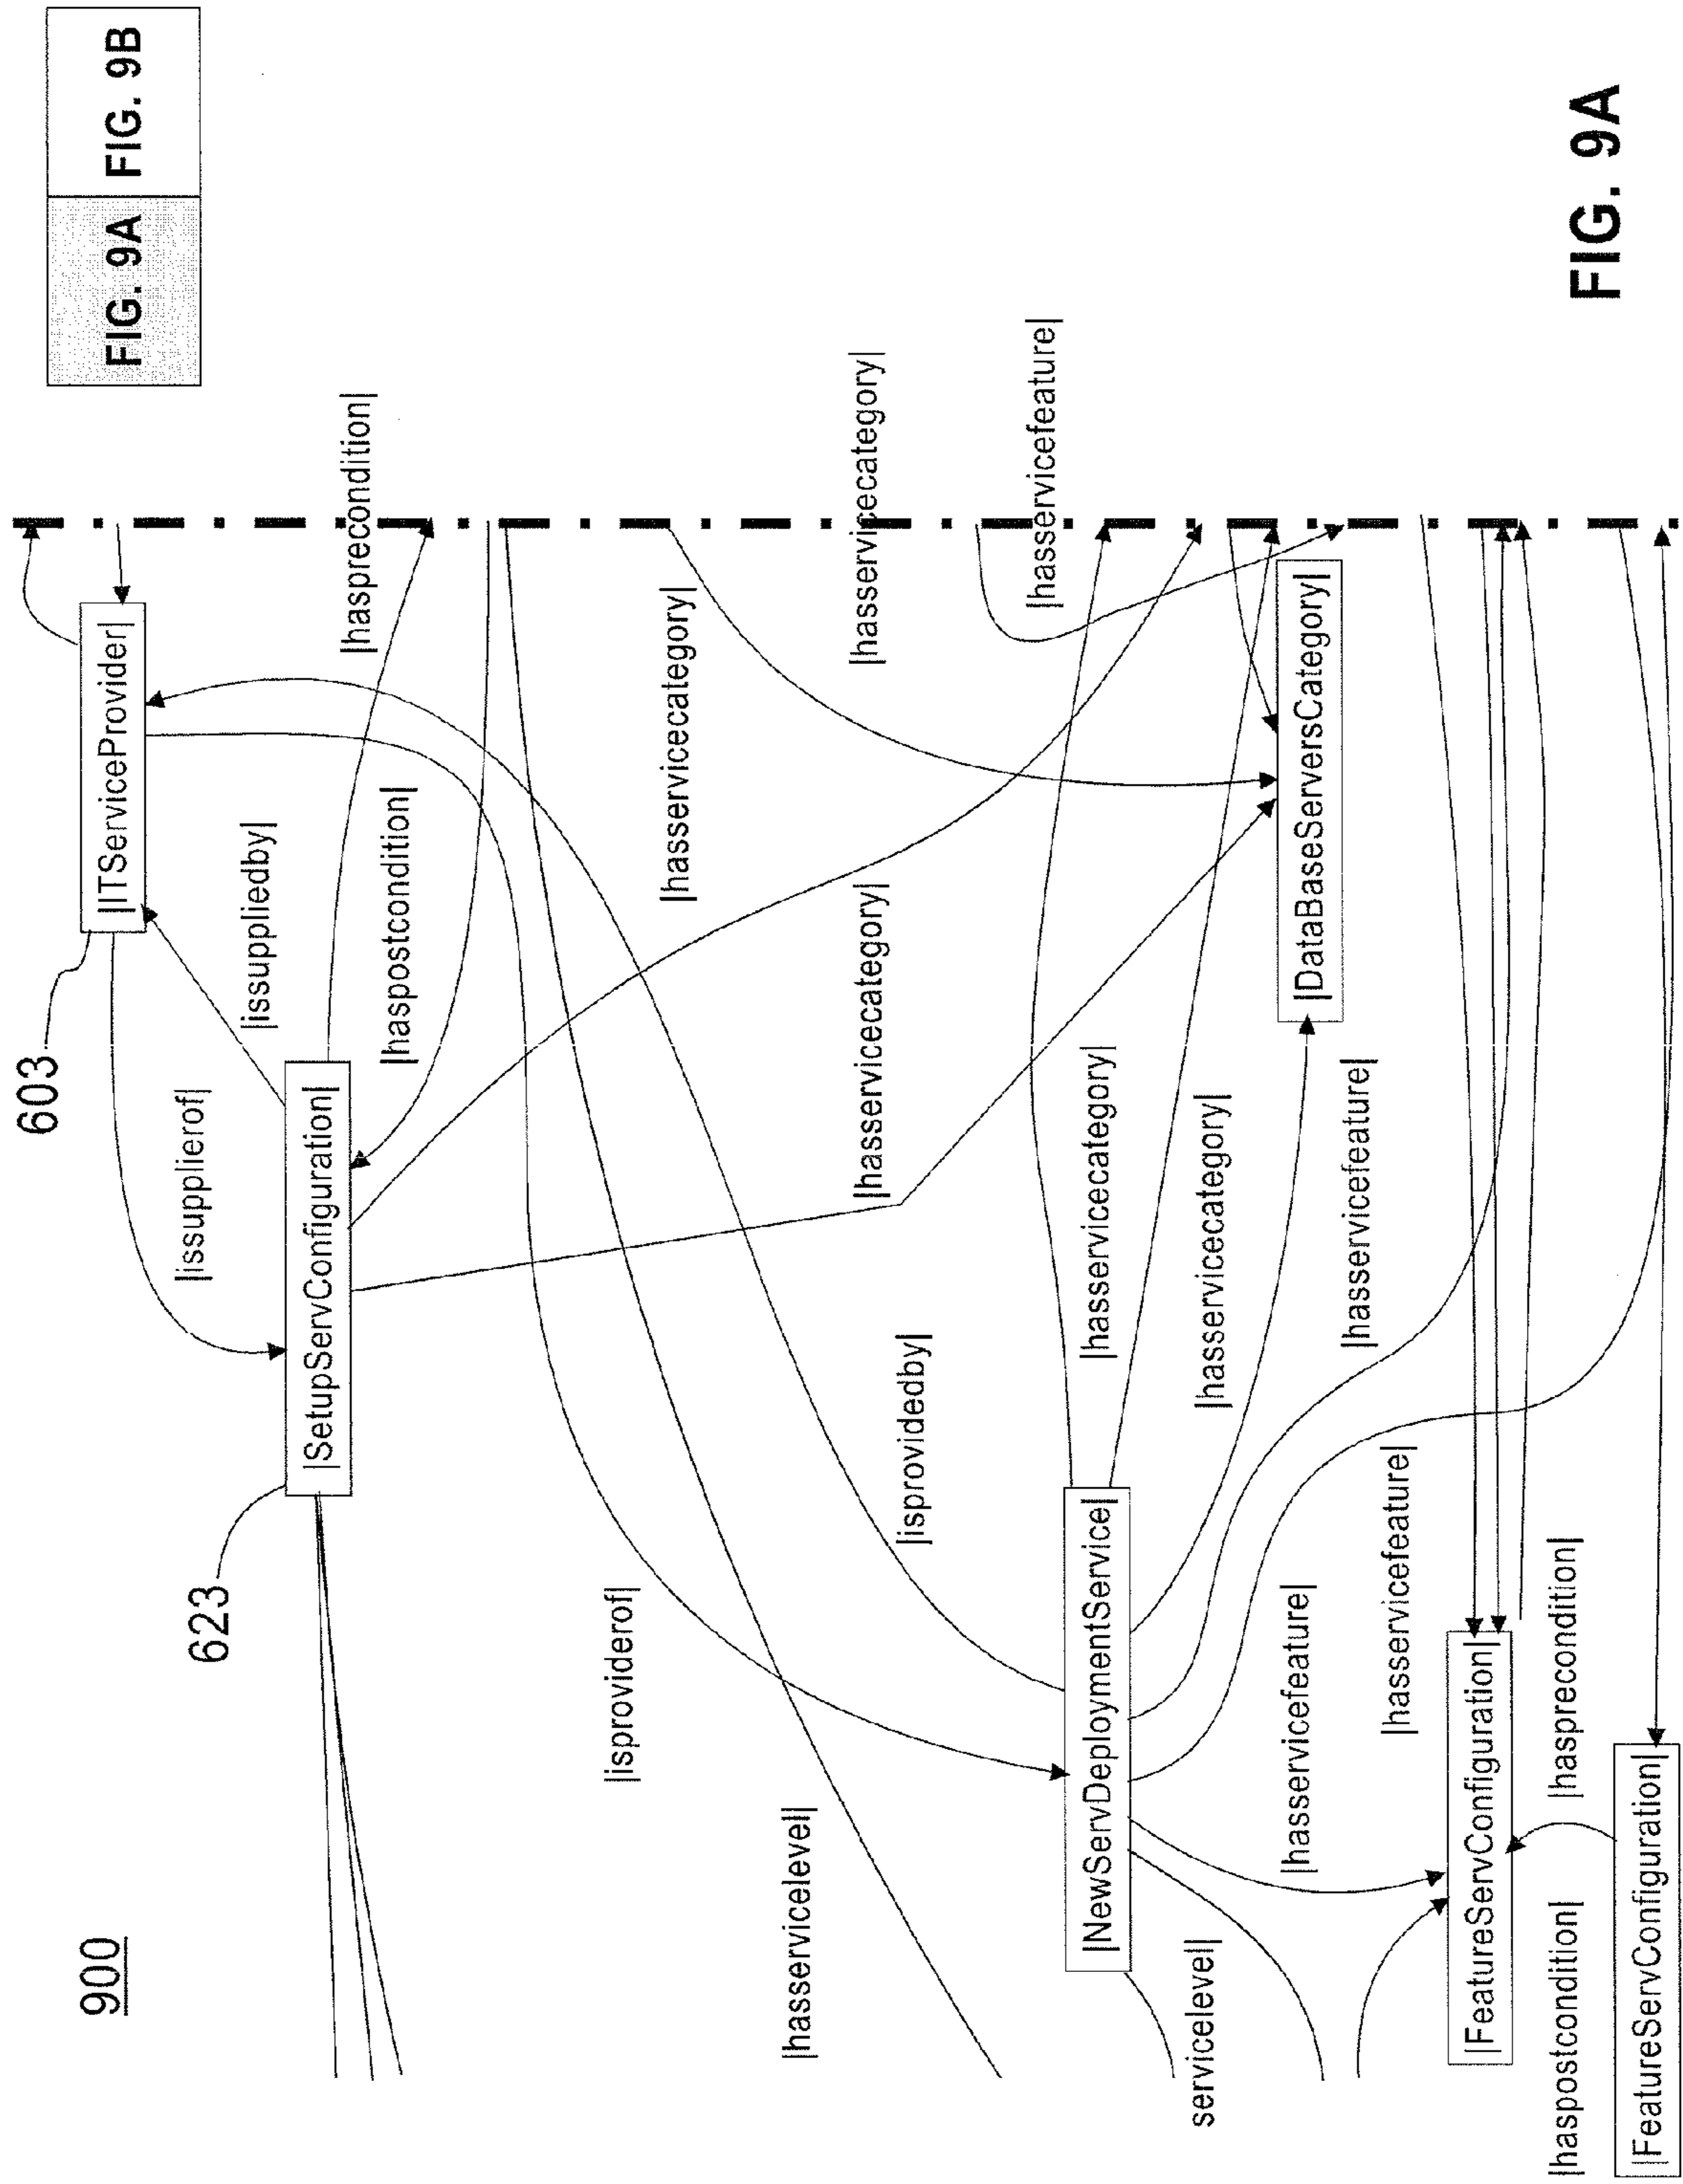 900
603
623
FIG. 9A FIG. 9B
|ITServiceProvider|
|issupplierof|
|issuppliedby|
|hasprecondition|
|SetupServConfiguration|
|haspostcondition|
|isproviderof|
|hasservicecategory|
|hasservicelevel|
|isprovidedby|
|hasservicecategory|
|hasservicecategory|
|hasservicefeature|
|NewServDeploymentService|
|hasservicecategory|
servicelevel|
|hasservicecategory|
|hasservicefeature|
|DataBaseServersCategory|
|hasservicefeature|
|hasservicefeature|
|FeatureServConfiguration|
|haspostcondition|
|hasprecondition|
|FeatureServConfiguration|
FIG. 9A